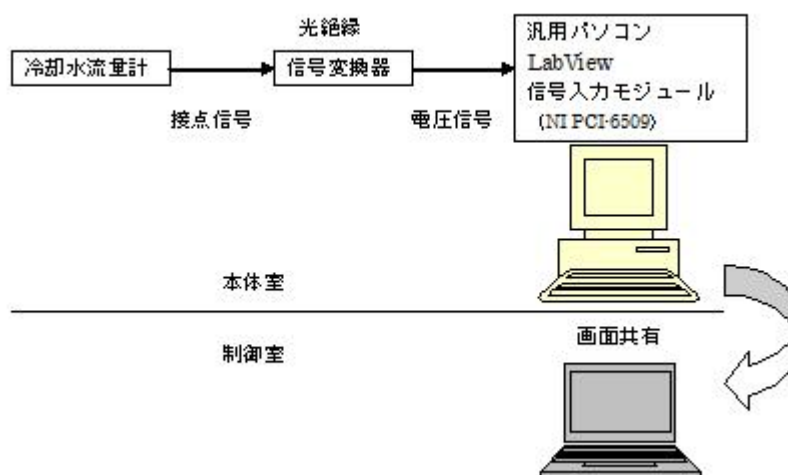 光絶縁
冷却水流量計
信号変換器
汎用パソコン
LabView
信号入力モジュール
(NI PCI-6509)
接点信号
電圧信号
本体室
制御室
画面共有